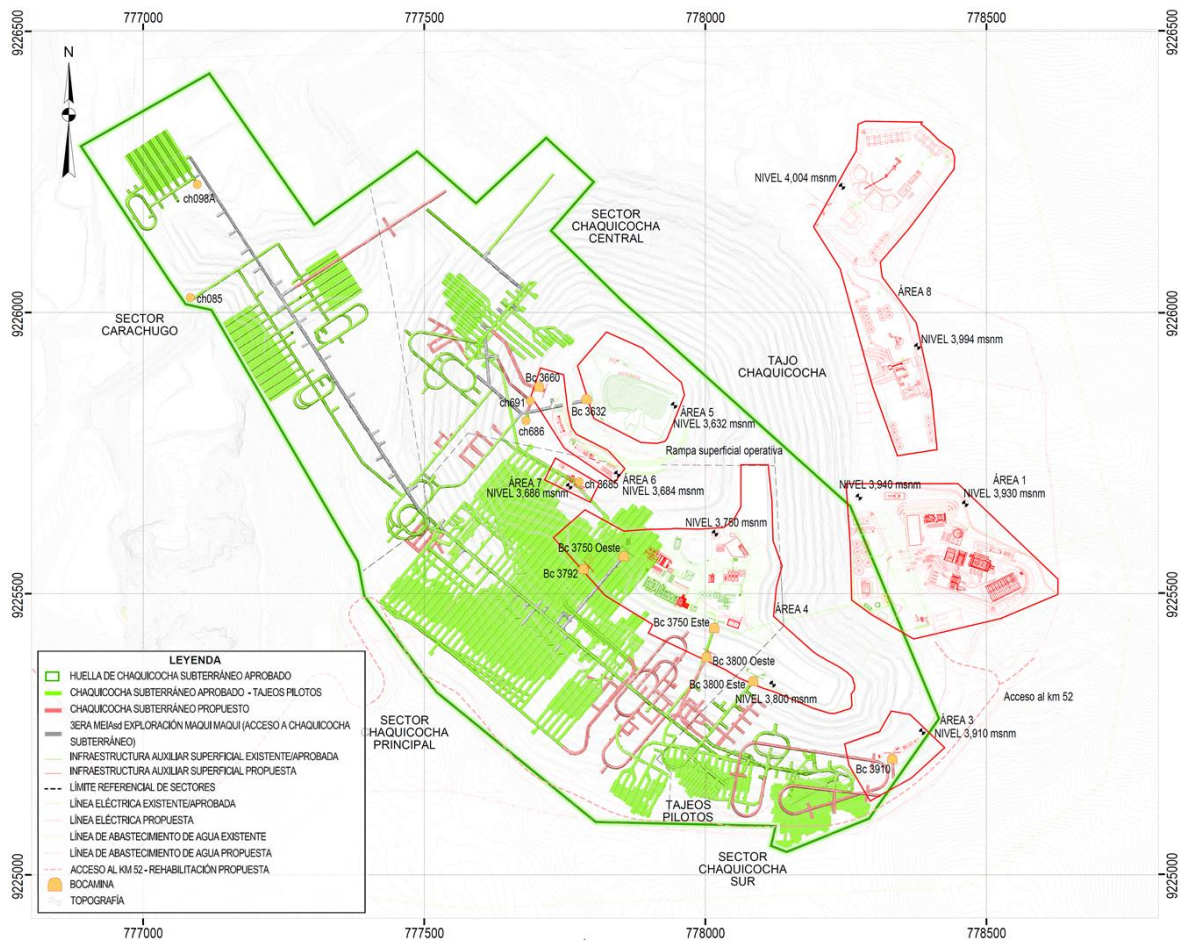 777000
777500
778000
778500
9226500
9226500
N
SECTOR
CHAQUICOCHA
CENTRAL
NIVEL 4,004 msnm
ch098A
ch085
9226000
9226000
SECTOR
CARACHUGO
ÁREA 8
NIVEL 3,994 msnm
TAJO
CHAQUICOCHA
Bc 3660
ch691
Bc 3632
ch686
ÁREA 5
NIVEL 3,632 msnm
Rampa superficial operativa
ÁREA 7
NIVEL 3,686 msnm
ch 3685
ÁREA 6
NIVEL 3,684 msnm
NIVEL 3,940 msnm
ÁREA 1
NIVEL 3,930 msnm
NIVEL 3,750 msnm
Bc 3750 Oeste
Bc 3792
9225500
9225500
ÁREA 4
Bc 3750 Este
Bc 3800 Oeste
Bc 3800 Este
NIVEL 3,800 msnm
Acceso al km 52
SECTOR
CHAQUICOCHA
PRINCIPAL
ÁREA 3
NIVEL 3,910 msnm
Bc 3910
TAJEOS
PILOTOS
SECTOR
CHAQUICOCHA
SUR
9225000
9225000
LEYENDA
HUELLA DE CHAQUICOCHA SUBTERRÁNEO APROBADO
CHAQUICOCHA SUBTERRÁNEO APROBADO - TAJEOS PILOTOS
CHAQUICOCHA SUBTERRÁNEO PROPUESTO
3ERA MEIAsd EXPLORACIÓN MAQUI MAQUI (ACCESO A CHAQUICOCHA
SUBTERRÁNEO)
INFRAESTRUCTURA AUXILIAR SUPERFICIAL EXISTENTE/APROBADA
INFRAESTRUCTURA AUXILIAR SUPERFICIAL PROPUESTA
LÍMITE REFERENCIAL DE SECTORES
LÍNEA ELÉCTRICA EXISTENTE/APROBADA
LÍNEA ELÉCTRICA PROPUESTA
LÍNEA DE ABASTECIMIENTO DE AGUA EXISTENTE
LÍNEA DE ABASTECIMIENTO DE AGUA PROPUESTA
ACCESO AL KM 52 - REHABILITACIÓN PROPUESTA
BOCAMINA
TOPOGRAFÍA
777000
777500
778000
778500